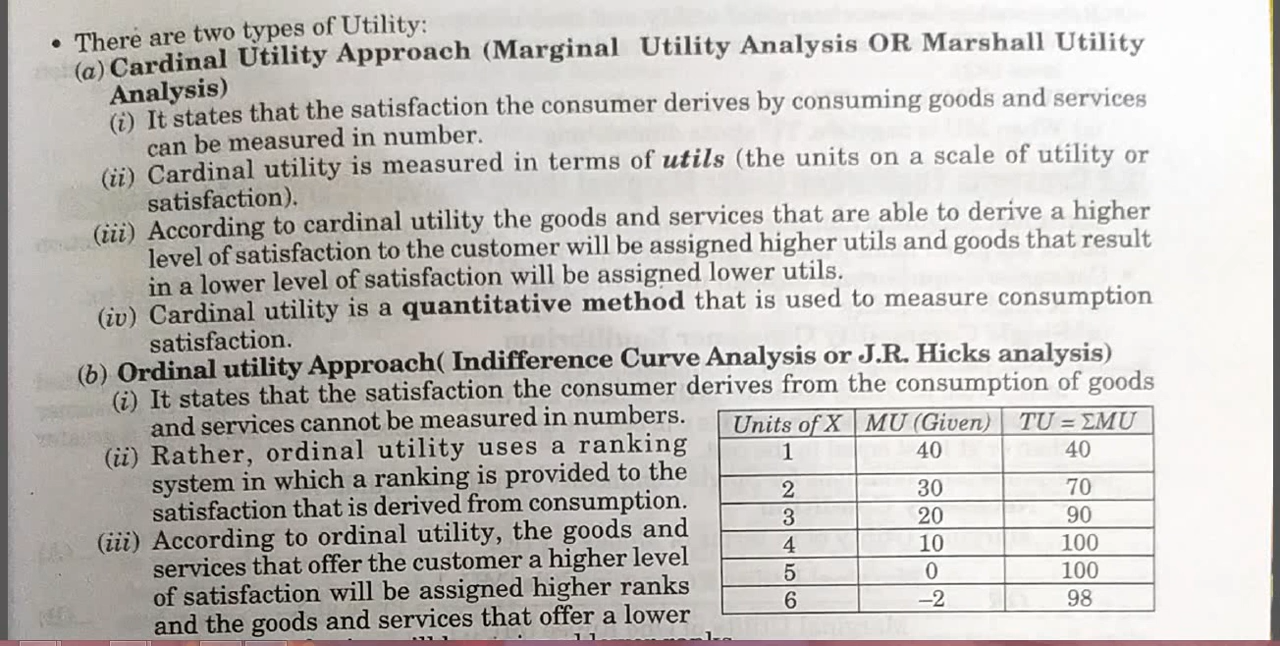 • There are two types of Utility:
(a) Cardinal Utility Approach (Marginal Utility Analysis OR Marshall Utility
Analysis)
(i) It states that the satisfaction the consumer derives by consuming goods and services
can be measured in number.
(ii) Cardinal utility is measured in terms of utils (the units on a scale of utility or
satisfaction).
(iii) According to cardinal utility the goods and services that are able to derive a higher
level of satisfaction to the customer will be assigned higher utils and goods that result
in a lower level of satisfaction will be assigned lower utils.
(iv) Cardinal utility is a quantitative method that is used to measure consumption
satisfaction.
(b) Ordinal utility Approach( Indifference Curve Analysis or J.R. Hicks analysis)
(i) It states that the satisfaction the consumer derives from the consumption of goods
and services cannot be measured in numbers.
(ii) Rather, ordinal utility uses a ranking
system in which a ranking is provided to the
satisfaction that is derived from consumption.
(iii) According to ordinal utility, the goods and
services that offer the customer a higher level
of satisfaction will be assigned higher ranks
and the goods and services that offer a lower
Units of X MU (Given) TU = ΣMU
1 40 40
2 30 70
3 20 90
4 10 100
5 0 100
6 –2 98